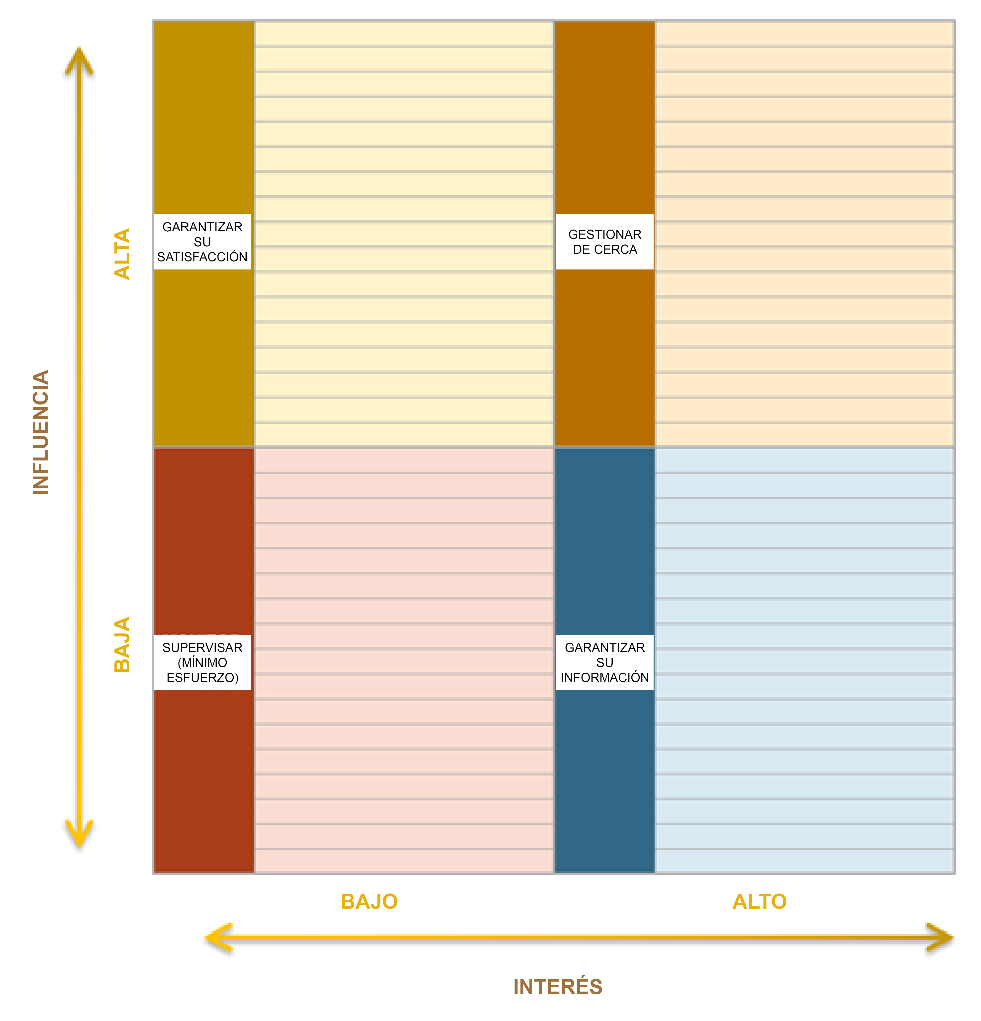 GARANTIZAR
SU
SATISFACCIÓN
GESTIONAR
DE CERCA
ALTA
INFLUENCIA
BAJA
SUPERVISAR
(MÍNIMO
ESFUERZO)
GARANTIZAR
SU
INFORMACIÓN
BAJO
ALTO
INTERÉS